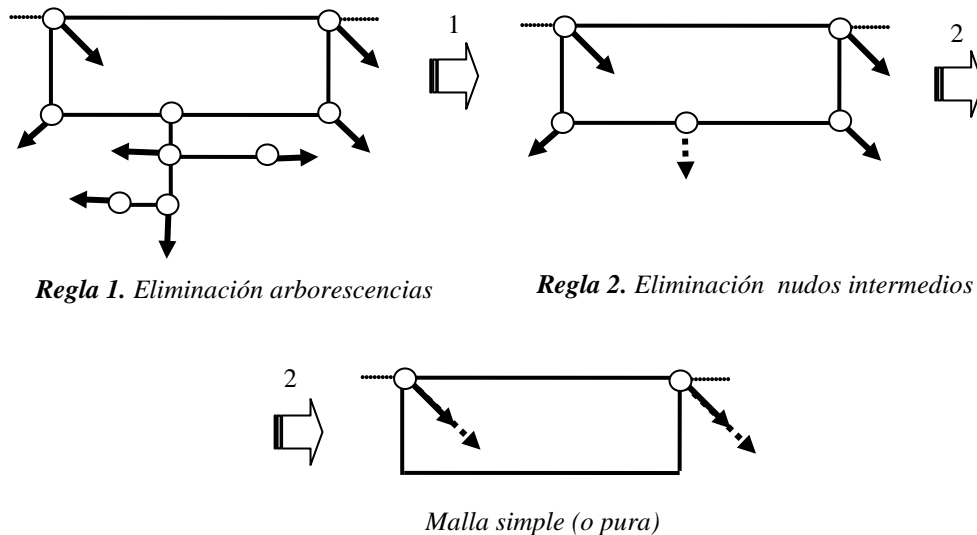 1
2
Regla 1. Eliminación arborescencias
Regla 2. Eliminación nudos intermedios
2
Malla simple (o pura)